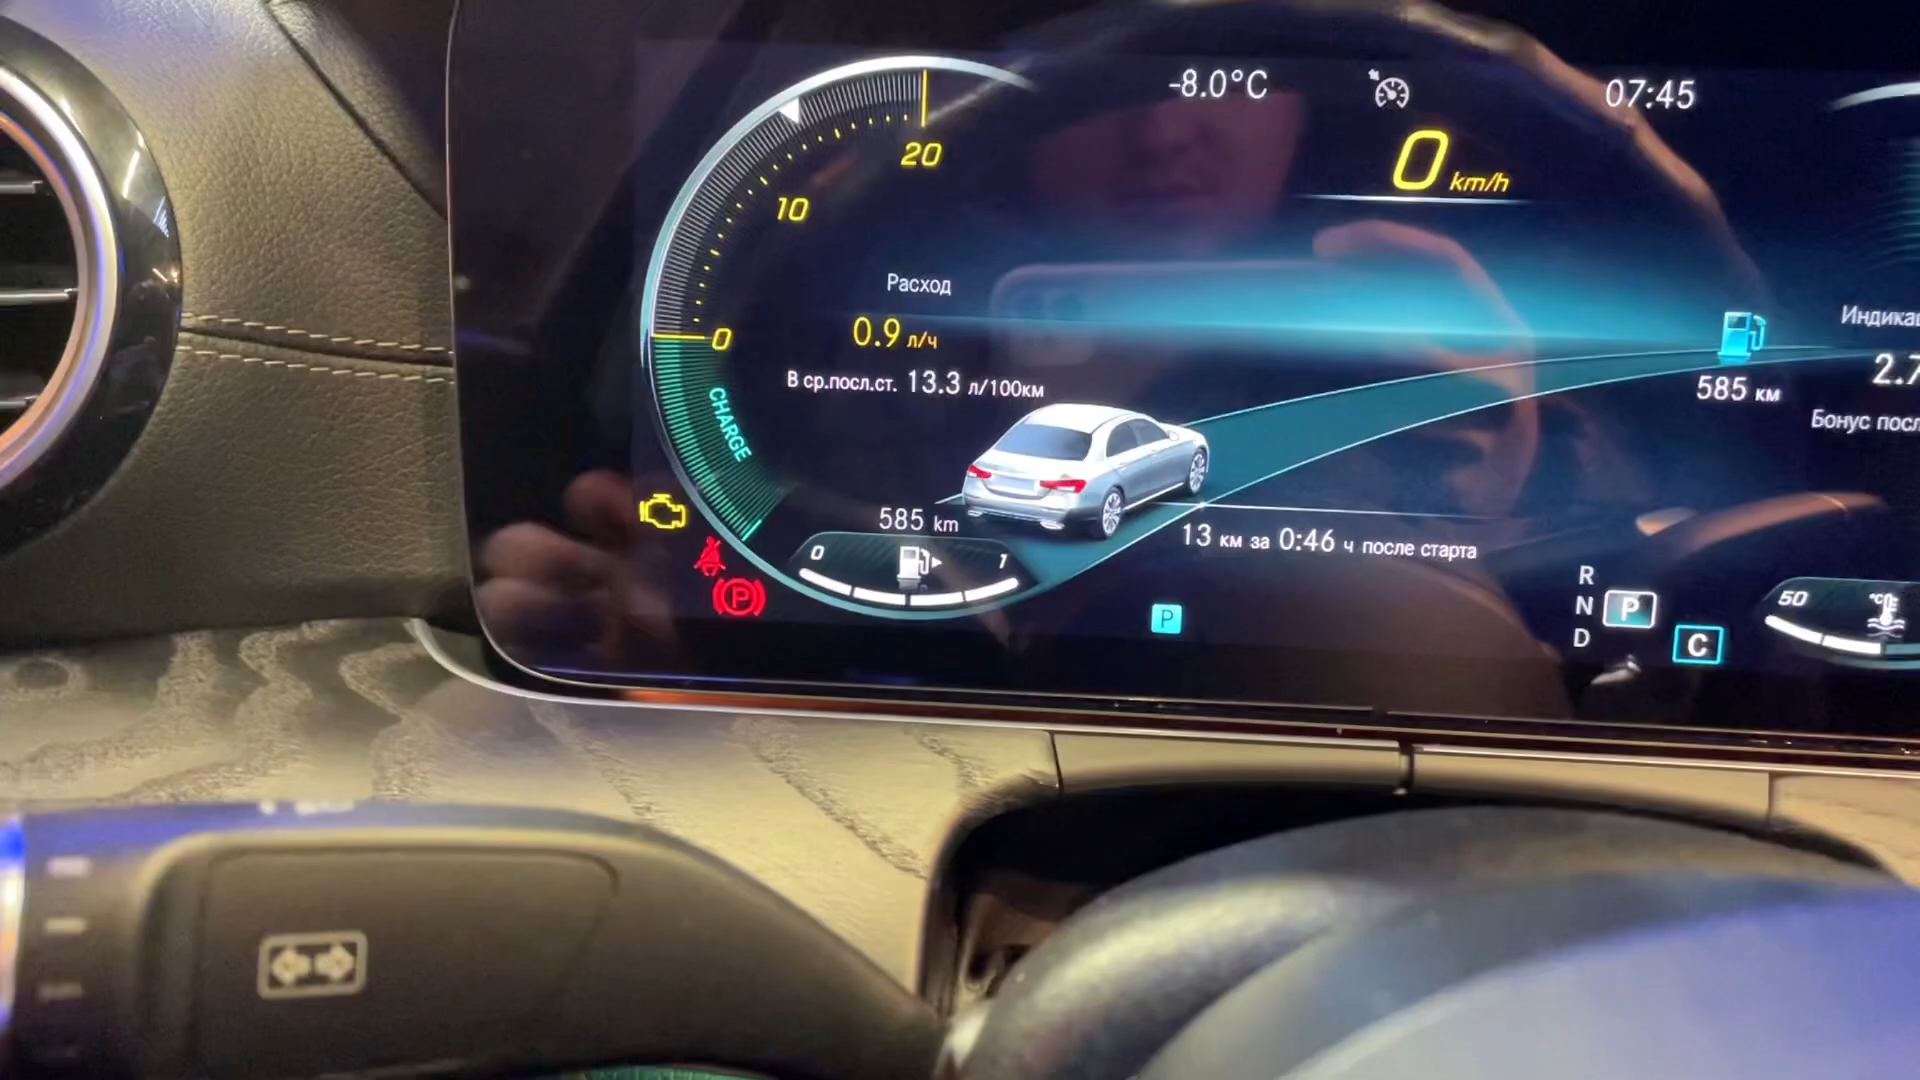 -8.0°C
07:45
0 km/h
20
10
0
CHARGE
Расход
0.9 л/ч
В ср.посл.ст. 13.3 л/100км
585 км
2.7
Бонус
585 km
0 1
13 км за 0:46 ч после старта
P
P
R
N P
D
C
50 °C